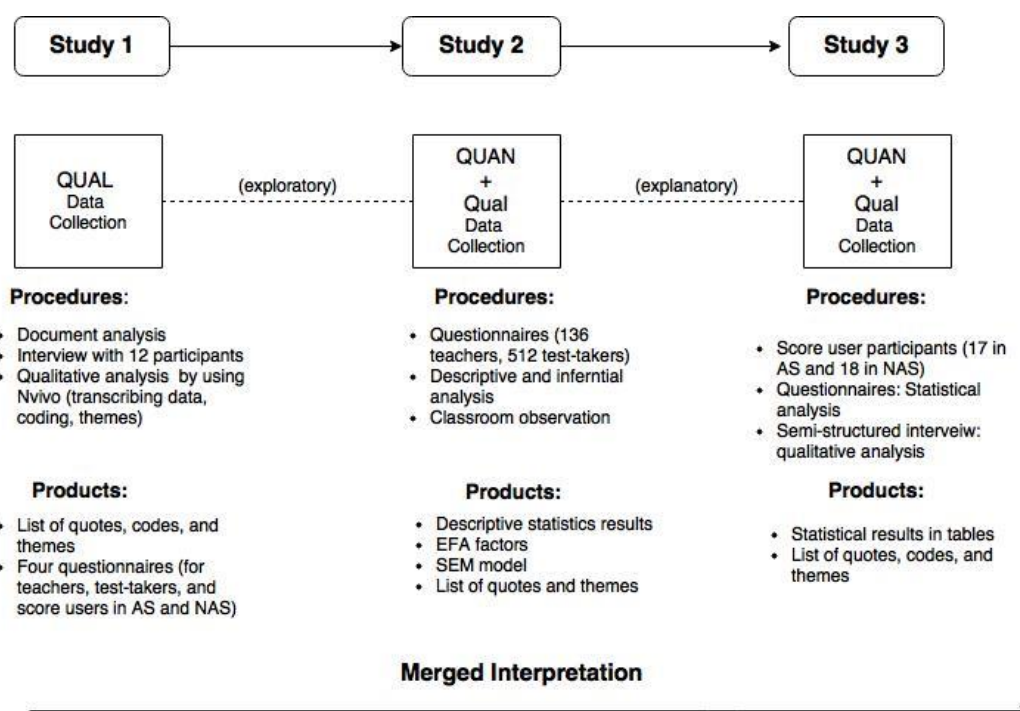 Study 1
Study 2
Study 3
QUAL
Data
Collection
(exploratory)
QUAN
+
Qual
Data
Collection
(explanatory)
QUAN
+
Qual
Data
Collection
Procedures:
• Document analysis
• Interview with 12 participants
• Qualitative analysis by using
Nvivo (transcribing data,
coding, themes)
Products:
• List of quotes, codes, and
themes
• Four questionnaires (for
teachers, test-takers, and
score users in AS and NAS)
Procedures:
• Questionnaires (136
teachers, 512 test-takers)
• Descriptive and inferntial
analysis
• Classroom observation
Products:
• Descriptive statistics results
• EFA factors
• SEM model
• List of quotes and themes
Procedures:
• Score user participants (17 in
AS and 18 in NAS)
• Questionnaires: Statistical
analysis
• Semi-structured interveiw:
qualitative analysis
Products:
• Statistical results in tables
• List of quotes, codes, and
themes
Merged Interpretation